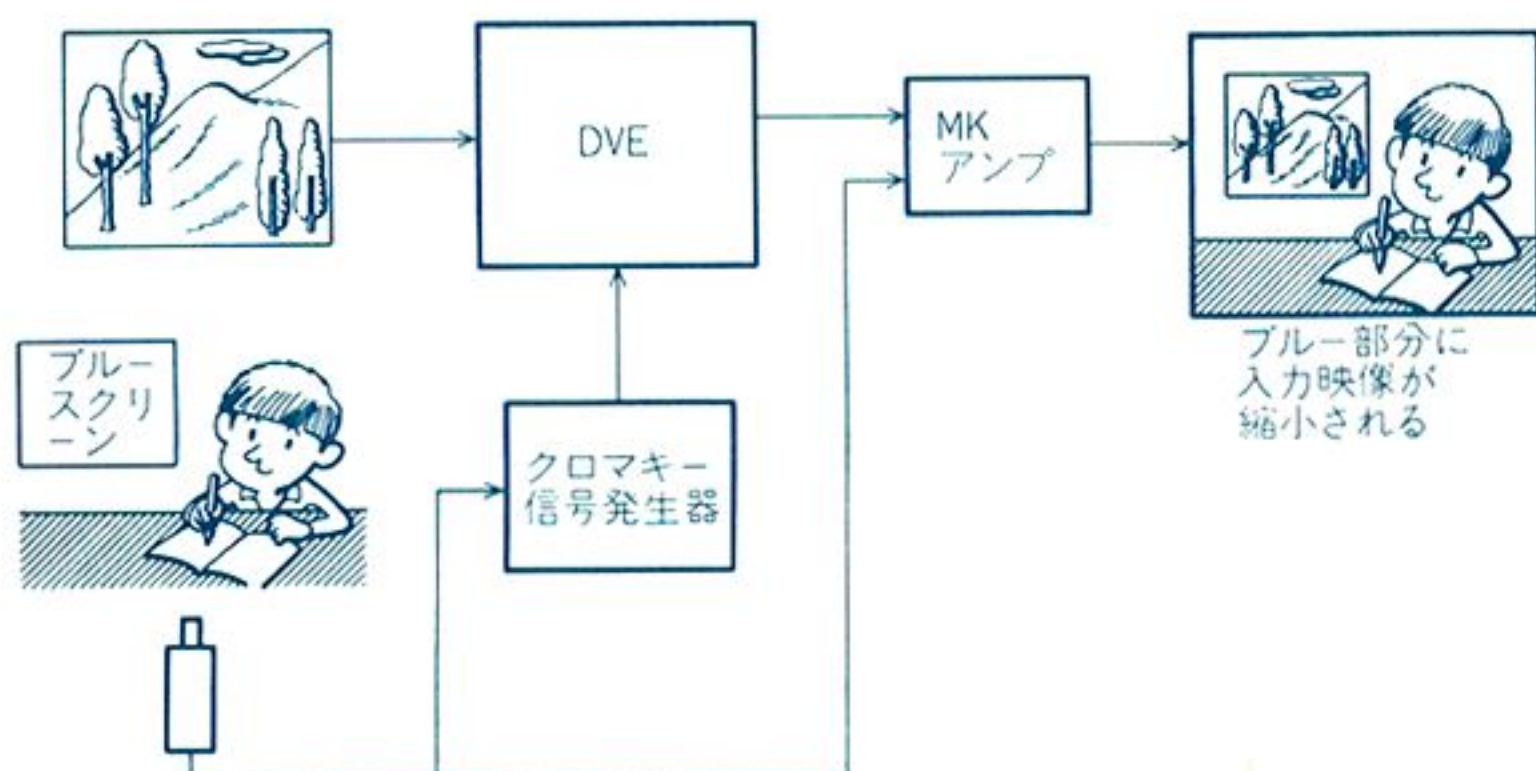 DVE
MK
アンプ
ブルー部分に
入力映像が
縮小される
ブルー
スクリ
ーン
クロマキー
信号発生器